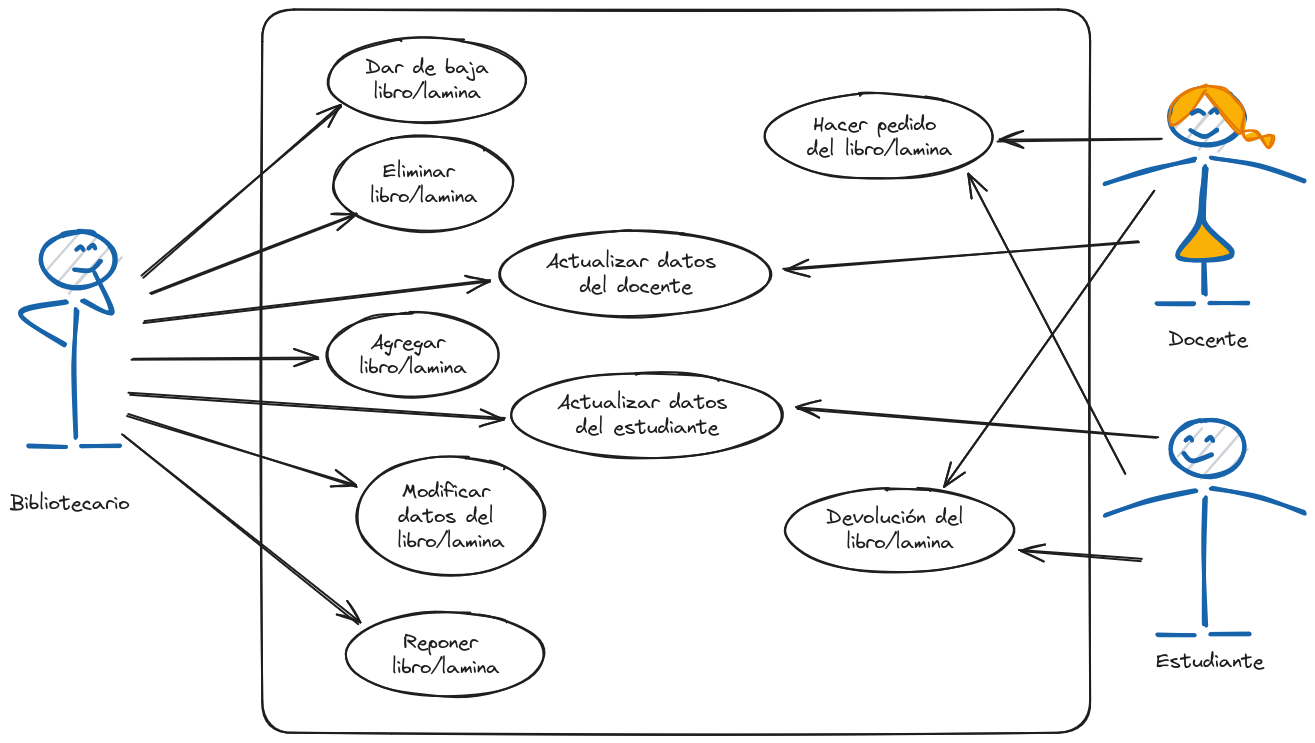 Dar de baja
libro/lamina
Hacer pedido
del libro/lamina
Eliminar
libro/lamina
Actualizar datos
del docente
Agregar
libro/lamina
Docente
Actualizar datos
del estudiante
Bibliotecario
Modificar
datos del
libro/lamina
Devolución del
libro/lamina
Reponer
libro/lamina
Estudiante